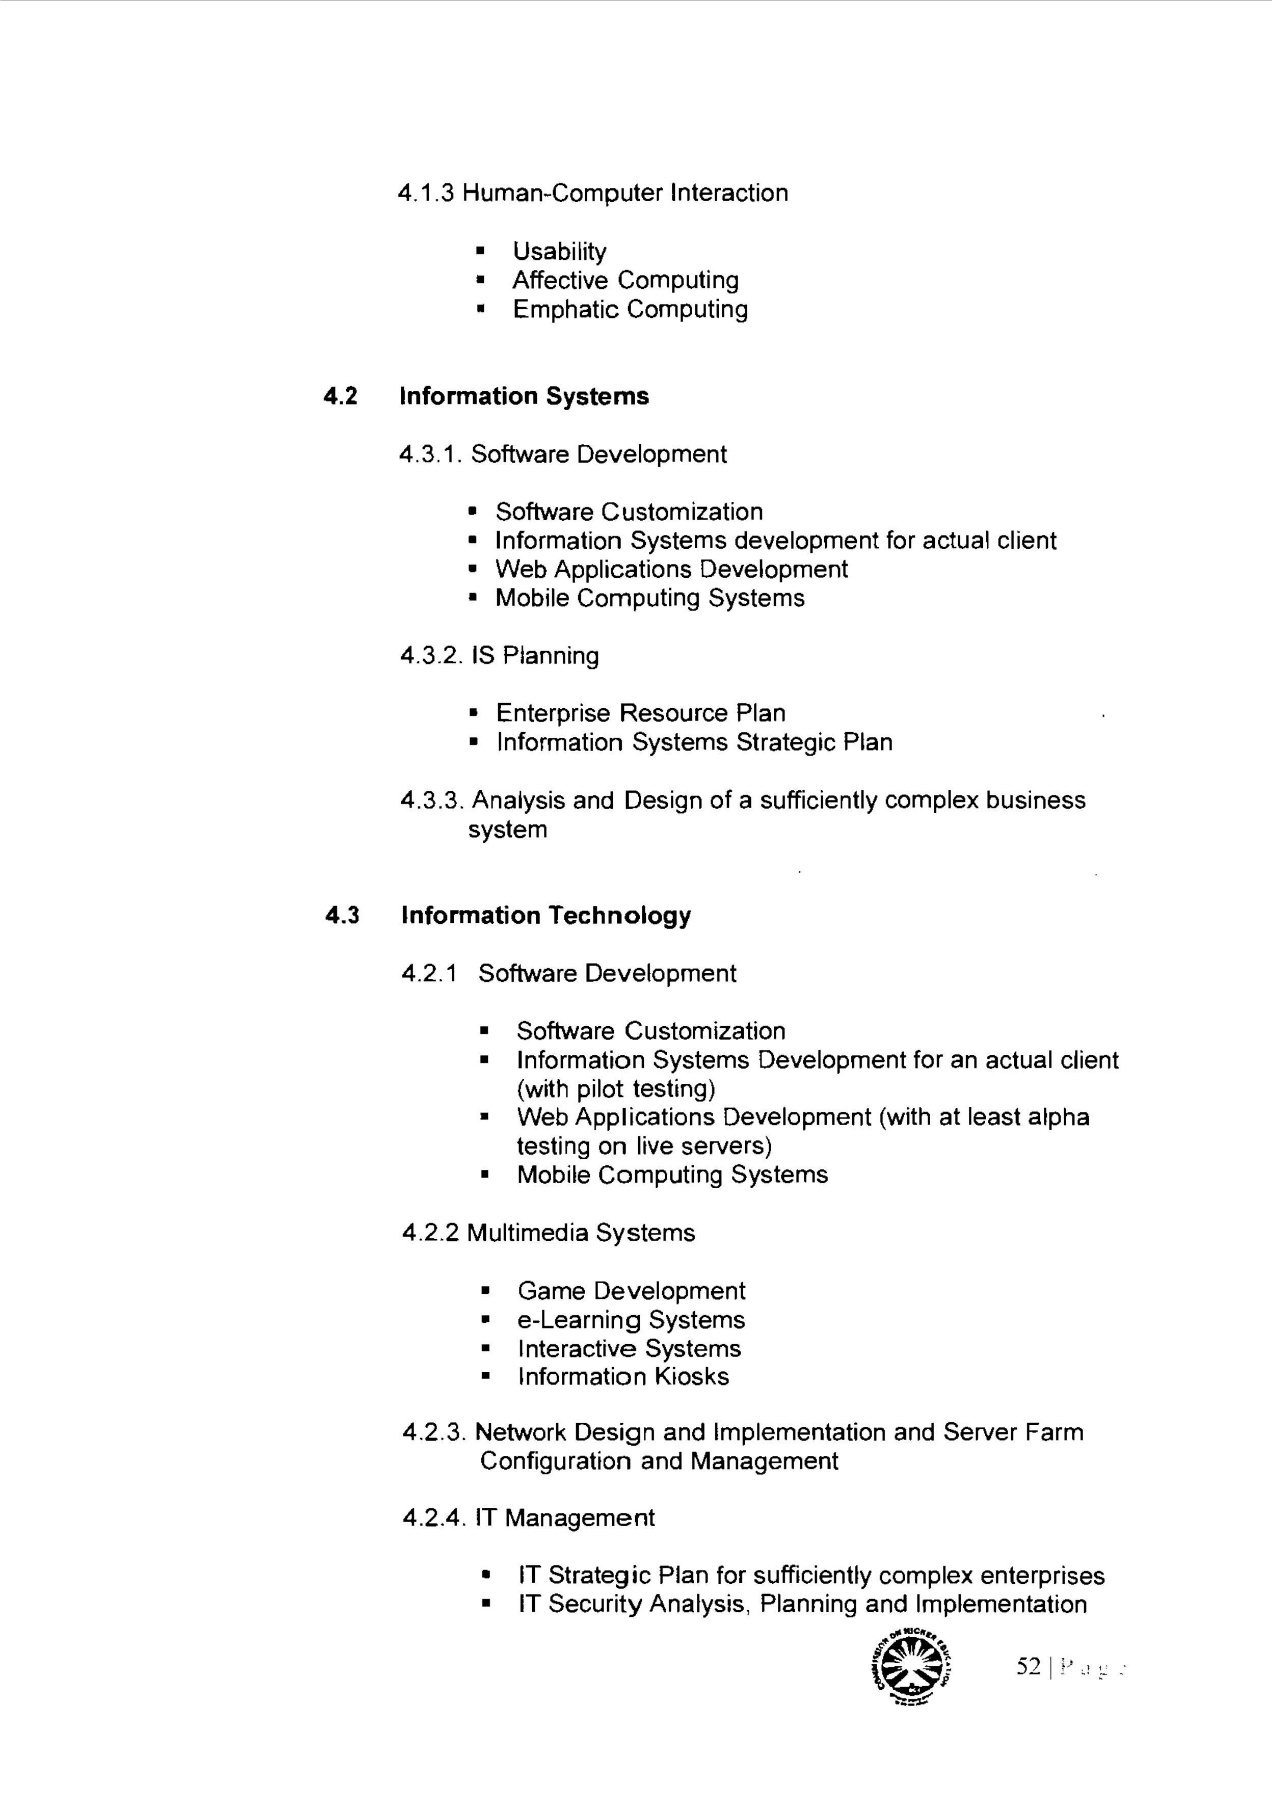 4.1.3 Human-Computer Interaction
▪ Usability
▪ Affective Computing
▪ Emphatic Computing
4.2 Information Systems
4.3.1. Software Development
▪ Software Customization
▪ Information Systems development for actual client
▪ Web Applications Development
▪ Mobile Computing Systems
4.3.2. IS Planning
▪ Enterprise Resource Plan
▪ Information Systems Strategic Plan
4.3.3. Analysis and Design of a sufficiently complex business
system
4.3 Information Technology
4.2.1 Software Development
▪ Software Customization
▪ Information Systems Development for an actual client
(with pilot testing)
▪ Web Applications Development (with at least alpha
testing on live servers)
▪ Mobile Computing Systems
4.2.2 Multimedia Systems
▪ Game Development
▪ e-Learning Systems
▪ Interactive Systems
▪ Information Kiosks
4.2.3. Network Design and Implementation and Server Farm
Configuration and Management
4.2.4. IT Management
▪ IT Strategic Plan for sufficiently complex enterprises
▪ IT Security Analysis, Planning and Implementation
COMMISSION ON HIGHER EDUCATION
52 | Page